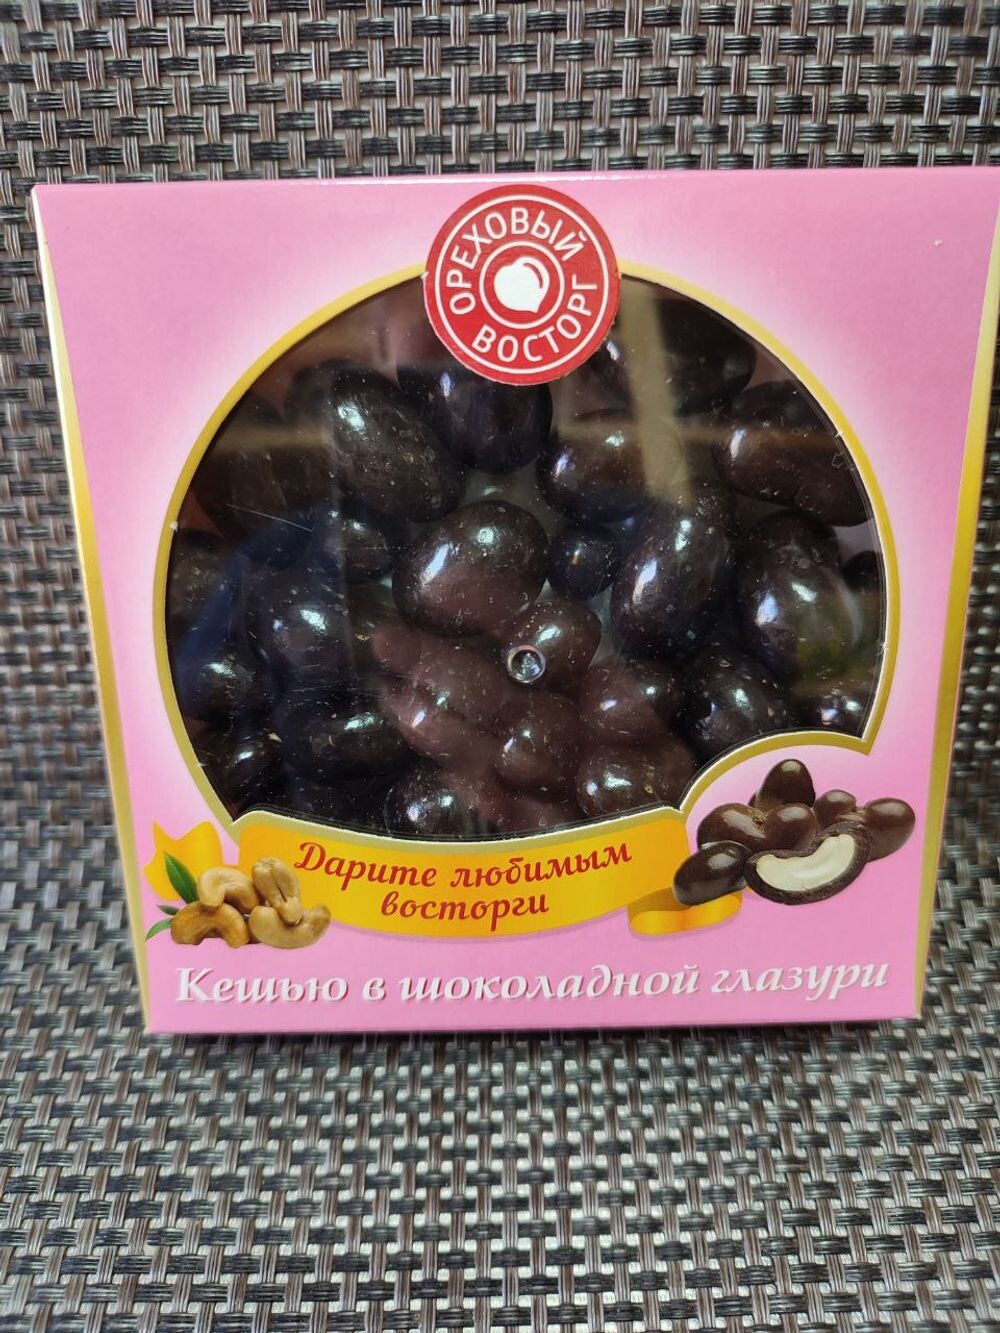 ОРЕХОВЫЙ
ВОСТОРГ
Дарите любимым
восторги
Кешью в шоколадной глазури